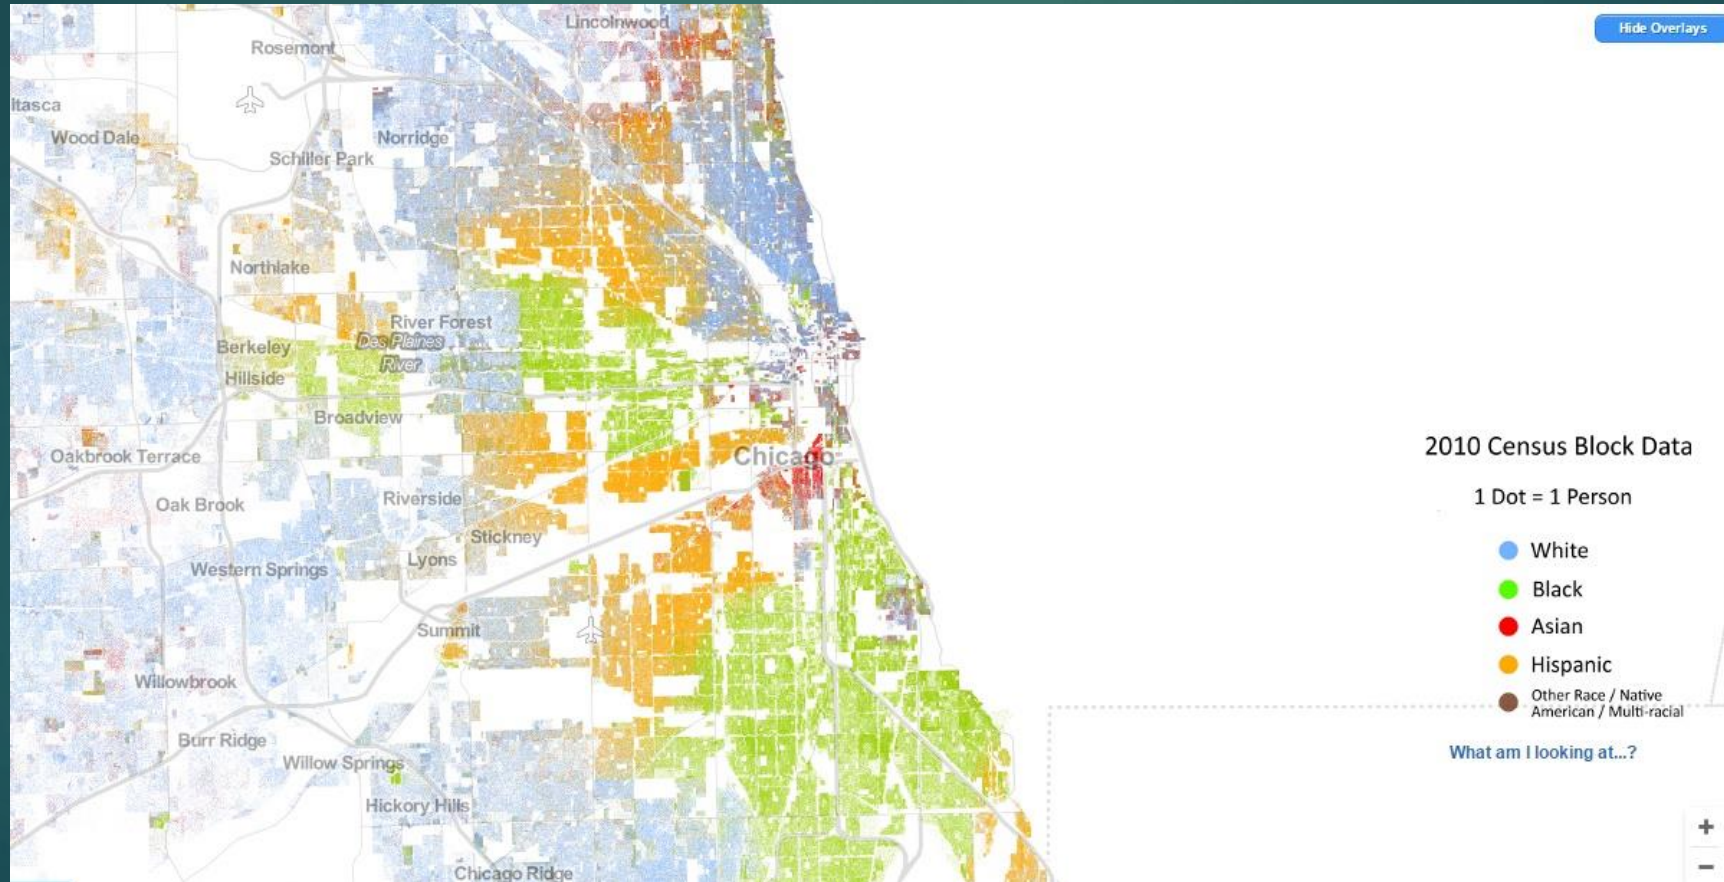 Lincolnwood
Hide Overlays
Rosemont
Itasca
Wood Dale
Norridge
Schiller Park
Northlake
River Forest
Des Plaines
River
Berkeley
Hillside
Broadview
2010 Census Block Data
Oakbrook Terrace
Chicago
1 Dot = 1 Person
Oak Brook
Riverside
Stickney
White
Lyons
Western Springs
Black
Summit
Asian
Hispanic
Willowbrook
Other Race / Native
American / Multi-racial
Burr Ridge
Willow Springs
What am I looking at...?
Hickory Hills
+
−
Chicago Ridge